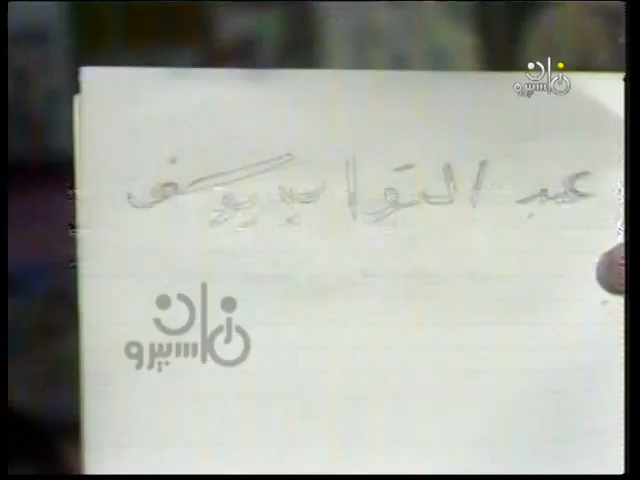 ماسبيرو زمان
عبد التواب يوسف
ماسبيرو زمان